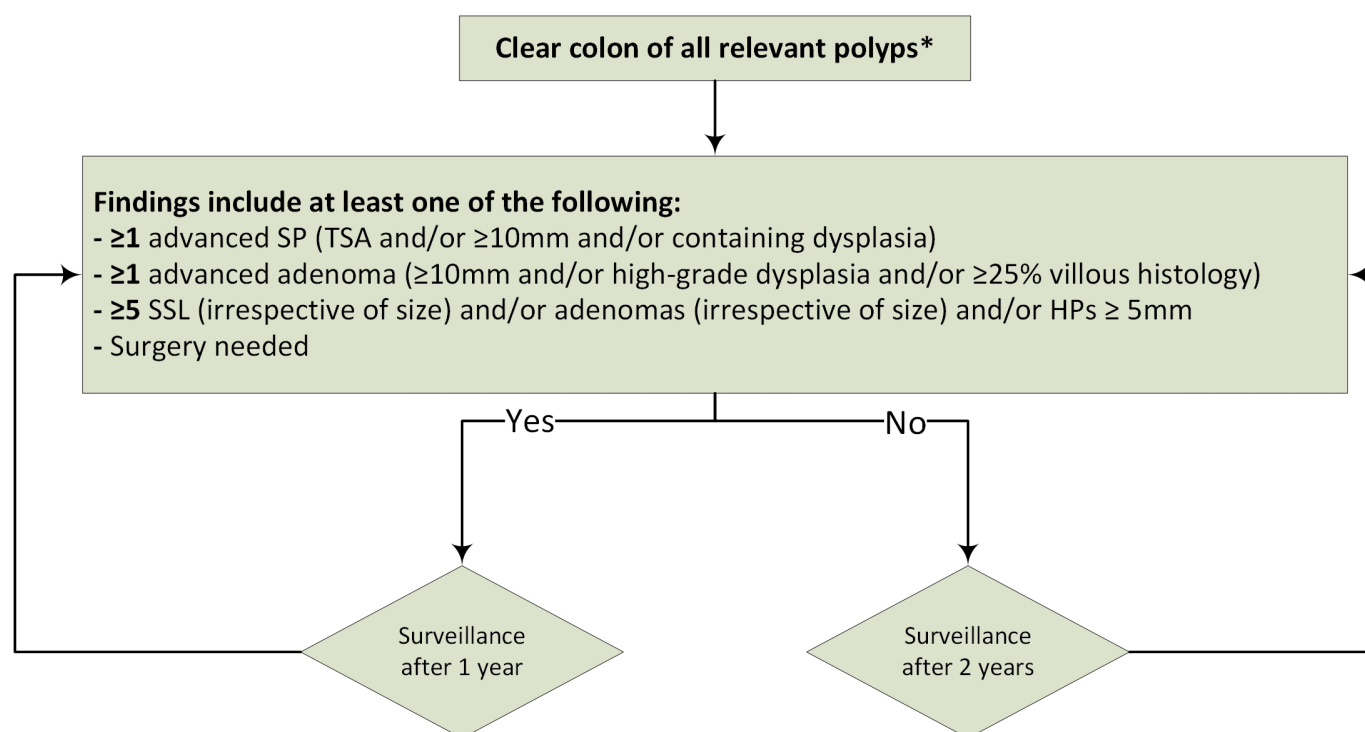 Clear colon of all relevant polyps*
Findings include at least one of the following:
- ≥1 advanced SP (TSA and/or ≥10mm and/or containing dysplasia)
- ≥1 advanced adenoma (≥10mm and/or high-grade dysplasia and/or ≥25% villous histology)
- ≥5 SSL (irrespective of size) and/or adenomas (irrespective of size) and/or HPs ≥ 5mm
- Surgery needed
Yes
No
Surveillance
after 1 year
Surveillance
after 2 years